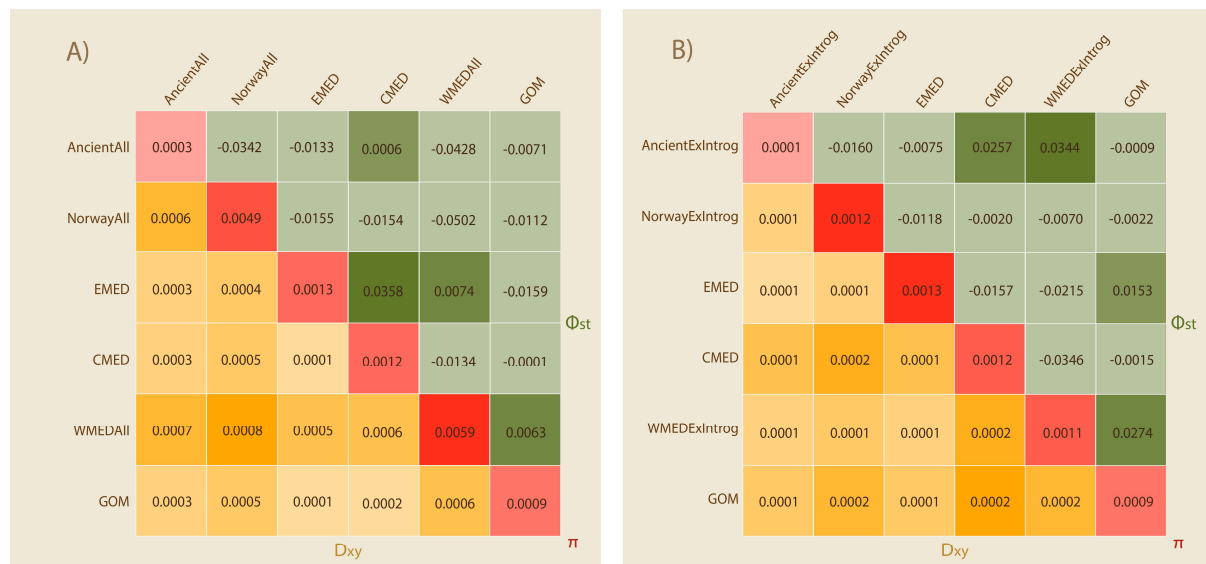 A)
AncientAll NorwayAll EMED CMED WMEDAll GOM
AncientAll 0.0003 -0.0342 -0.0133 0.0006 -0.0428 -0.0071
NorwayAll 0.0006 0.0049 -0.0155 -0.0154 -0.0502 -0.0112
EMED 0.0003 0.0004 0.0013 0.0358 0.0074 -0.0159
Φst
CMED 0.0003 0.0005 0.0001 0.0012 -0.0134 -0.0001
WMEDAll 0.0007 0.0008 0.0005 0.0006 0.0059 0.0063
GOM 0.0003 0.0005 0.0001 0.0002 0.0006 0.0009
Dxy
π
B)
AncientExIntrog NorwayExIntrog EMED CMED WMEDExIntrog GOM
AncientExIntrog 0.0001 -0.0160 -0.0075 0.0257 0.0344 -0.0009
NorwayExIntrog 0.0001 0.0012 -0.0118 -0.0020 -0.0070 -0.0022
EMED 0.0001 0.0001 0.0013 -0.0157 -0.0215 0.0153
Φst
CMED 0.0001 0.0002 0.0001 0.0012 -0.0346 -0.0015
WMEDExIntrog 0.0001 0.0001 0.0001 0.0002 0.0011 0.0274
GOM 0.0001 0.0002 0.0001 0.0002 0.0002 0.0009
Dxy
π